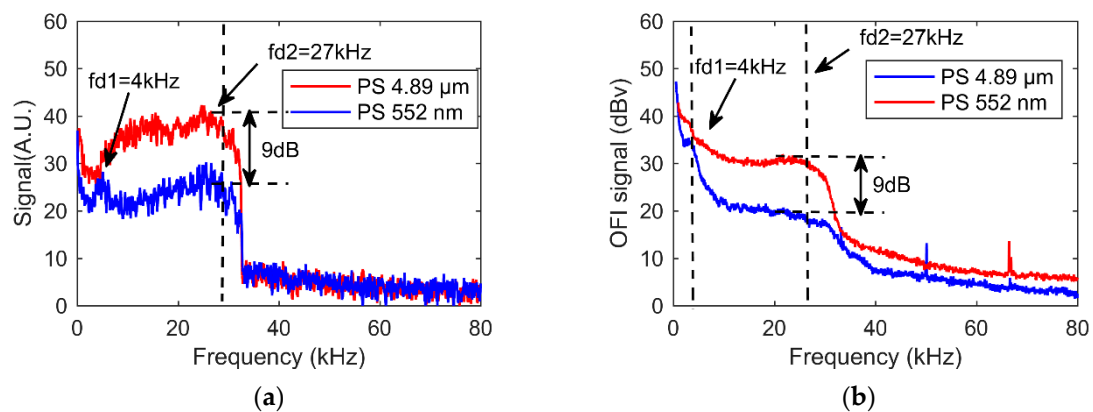 60
50
40
30
20
10
0
0
20
40
60
80
Signal(A.U.)
Frequency (kHz)
fd1=4kHz
fd2=27kHz
PS 4.89 µm
PS 552 nm
9dB
(a)
60
50
40
30
20
10
0
0
20
40
60
80
OFI signal (dBv)
Frequency (kHz)
fd1=4kHz
fd2=27kHz
PS 4.89 µm
PS 552 nm
9dB
(b)